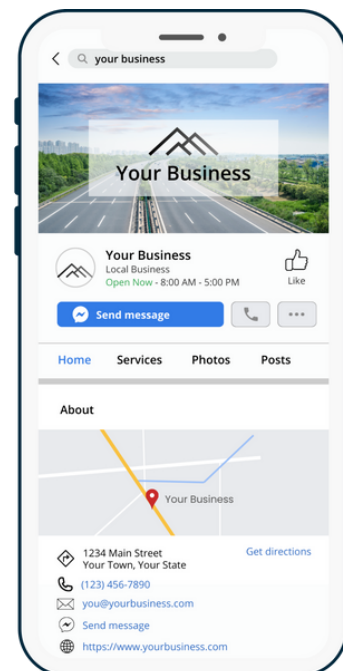 your business
Your Business
Your Business
Local Business
Open Now - 8:00 AM - 5:00 PM
Like
Send message
Home Services Photos Posts
About
Your Business
1234 Main Street
Your Town, Your State
Get directions
(123) 456-7890
you@yourbusiness.com
Send message
https://www.yourbusiness.com